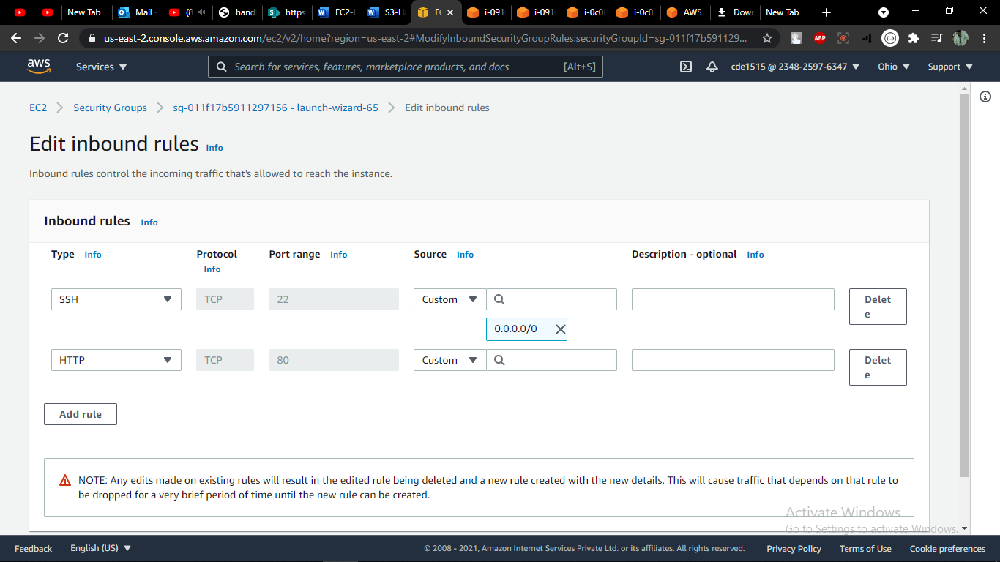 New Tab Mail (8 hand https EC2- S3-H EC i-091 i-091 i-0c0 i-0c0 AWS Dow New Tab
us-east-2.console.aws.amazon.com/ec2/v2/home?region=us-east-2#ModifyInboundSecurityGroupRules:securityGroupId=sg-011f17b591129... ABP
aws Services Search for services, features, marketplace products, and docs [Alt+S] cde1515 @ 2348-2597-6347 Ohio Support
EC2 Security Groups sg-011f17b5911297156 - launch-wizard-65 Edit inbound rules
Edit inbound rules Info
Inbound rules control the incoming traffic that's allowed to reach the instance.
Inbound rules Info
Type Info Protocol Info Port range Info Source Info Description - optional Info
SSH TCP 22 Custom Delet
e
0.0.0.0/0
HTTP TCP 80 Custom Delet
e
Add rule
NOTE: Any edits made on existing rules will result in the edited rule being deleted and a new rule created with the new details. This will cause traffic that depends on that rule to
be dropped for a very brief period of time until the new rule can be created.
Activate Windows
Go to Settings to activate Windows.
Feedback English (US) © 2008 - 2021, Amazon Internet Services Private Ltd. or its affiliates. All rights reserved. Privacy Policy Terms of Use Cookie preferences